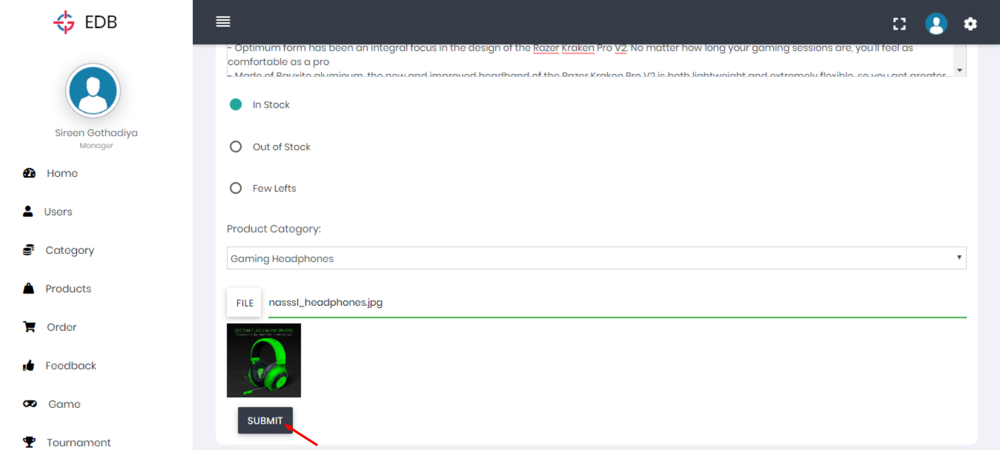 EDB
Sireen Gothadiya
Manager
Home
Users
Category
Products
Order
Feedback
Game
Tournament
- Optimum form has been an integral focus in the design of the Razer Kraken Pro V2. No matter how long your gaming sessions are, you'll feel as
comfortable as a pro
- Made of Bauxite aluminum, the new and improved headband of the Razer Kraken Pro V2 is both lightweight and extremely flexible, so you get greater
In Stock
Out of Stock
Few Lefts
Product Category:
Gaming Headphones
FILE nasssl_headphones.jpg
CUSTOM-TUNED 50 MM DRIVERS
SUBMIT